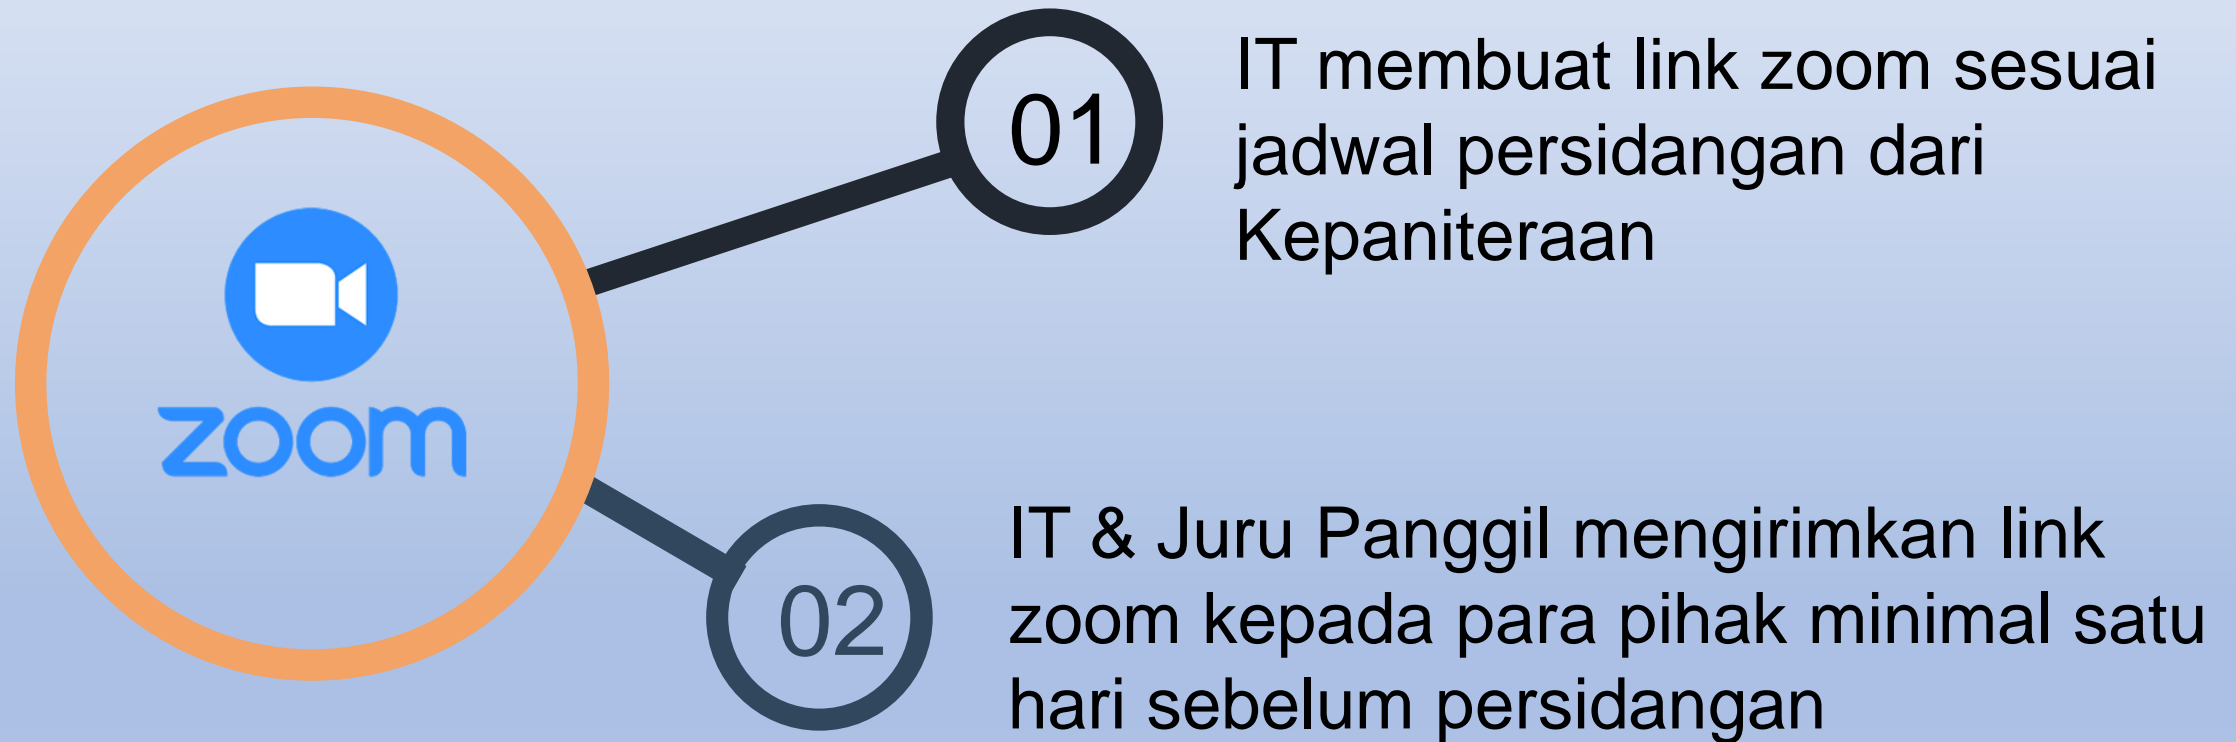 zoom
01
IT membuat link zoom sesuai
jadwal persidangan dari
Kepaniteraan
02
IT & Juru Panggil mengirimkan link
zoom kepada para pihak minimal satu
hari sebelum persidangan